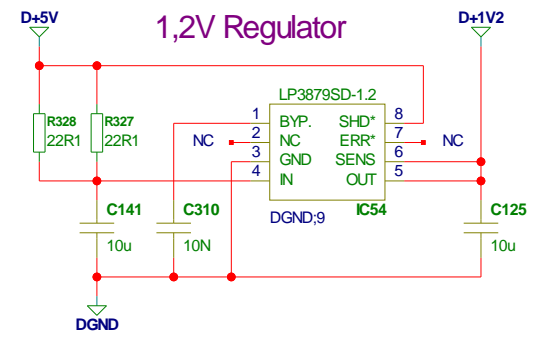 D+5V
1,2V Regulator
D+1V2
LP3879SD-1.2
R328
22R1
R327
22R1
1 BYP. SHD* 8
NC 2 NC ERR* 7 NC
3 GND SENS 6
4 IN OUT 5
DGND;9 IC54
C141
10u
C310
10N
C125
10u
DGND